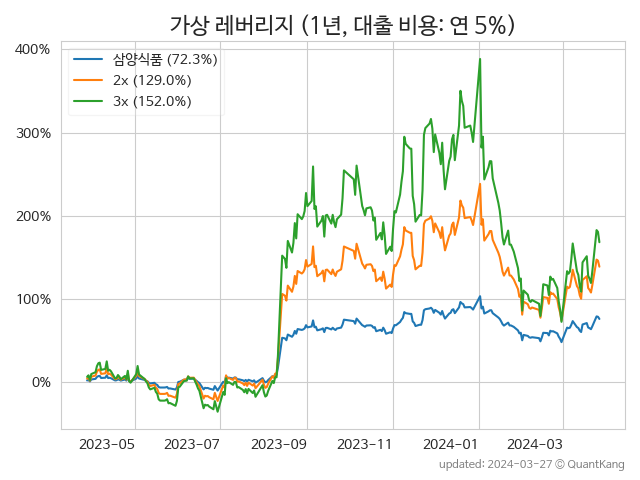 가상 레버리지 (1년, 대출 비용: 연 5%)
400%
300%
200%
100%
0%
삼양식품 (72.3%)
2x (129.0%)
3x (152.0%)
2023-05 2023-07 2023-09 2023-11 2024-01 2024-03
updated: 2024-03-27 © QuantKang